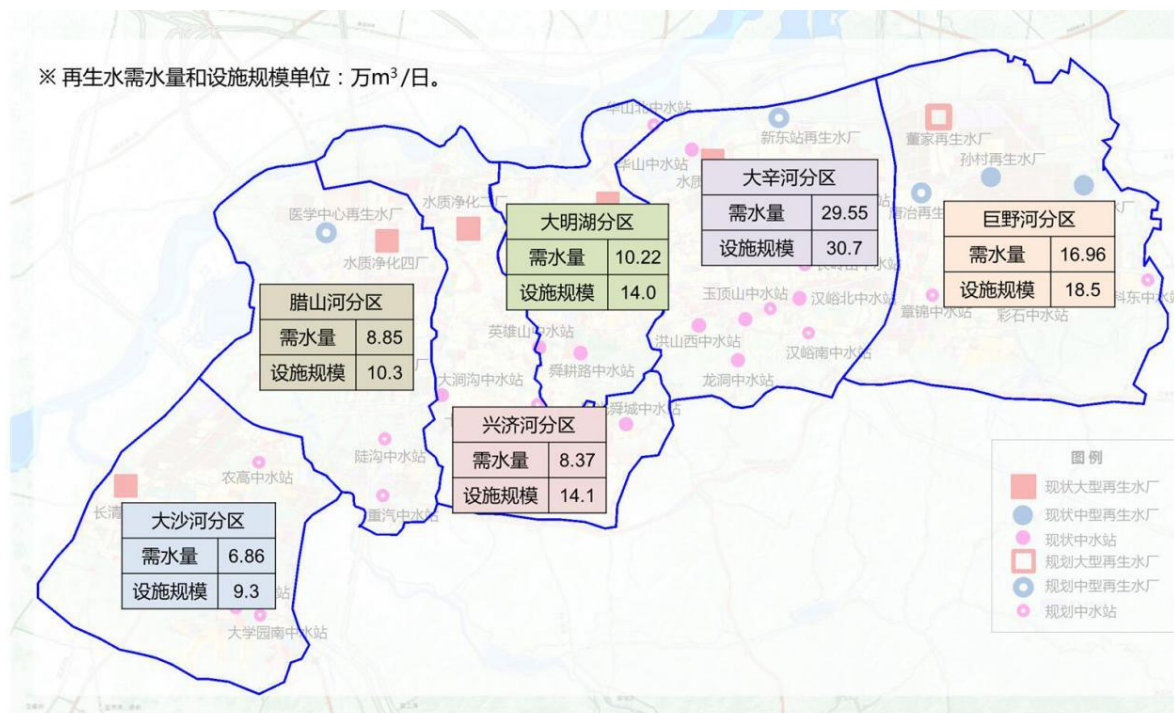 ※ 再生水需水量和设施规模单位：万m³/日。
华山北中水站
新东站再生水厂
董家再生水厂
华山中水站
孙村再生水厂
医学中心再生水厂
水质净化二厂
水质净化四厂
大辛河分区
需水量 29.55
设施规模 30.7
大明湖分区
需水量 10.22
设施规模 14.0
巨野河分区
需水量 16.96
设施规模 18.5
腊山河分区
需水量 8.85
设施规模 10.3
玉顶山中水站
汉峪北中水站
章锦中水站
彩石中水站
英雄山中水站
洪山西中水站
汉峪南中水站
舜耕路中水站
龙洞中水站
大涧沟中水站
兴济河分区
需水量 8.37
设施规模 14.1
陡沟中水站
农高中水站
重汽中水站
大沙河分区
需水量 6.86
设施规模 9.3
大学园南中水站
图例
现状大型再生水厂
现状中型再生水厂
现状中水站
规划大型再生水厂
规划中型再生水厂
规划中水站